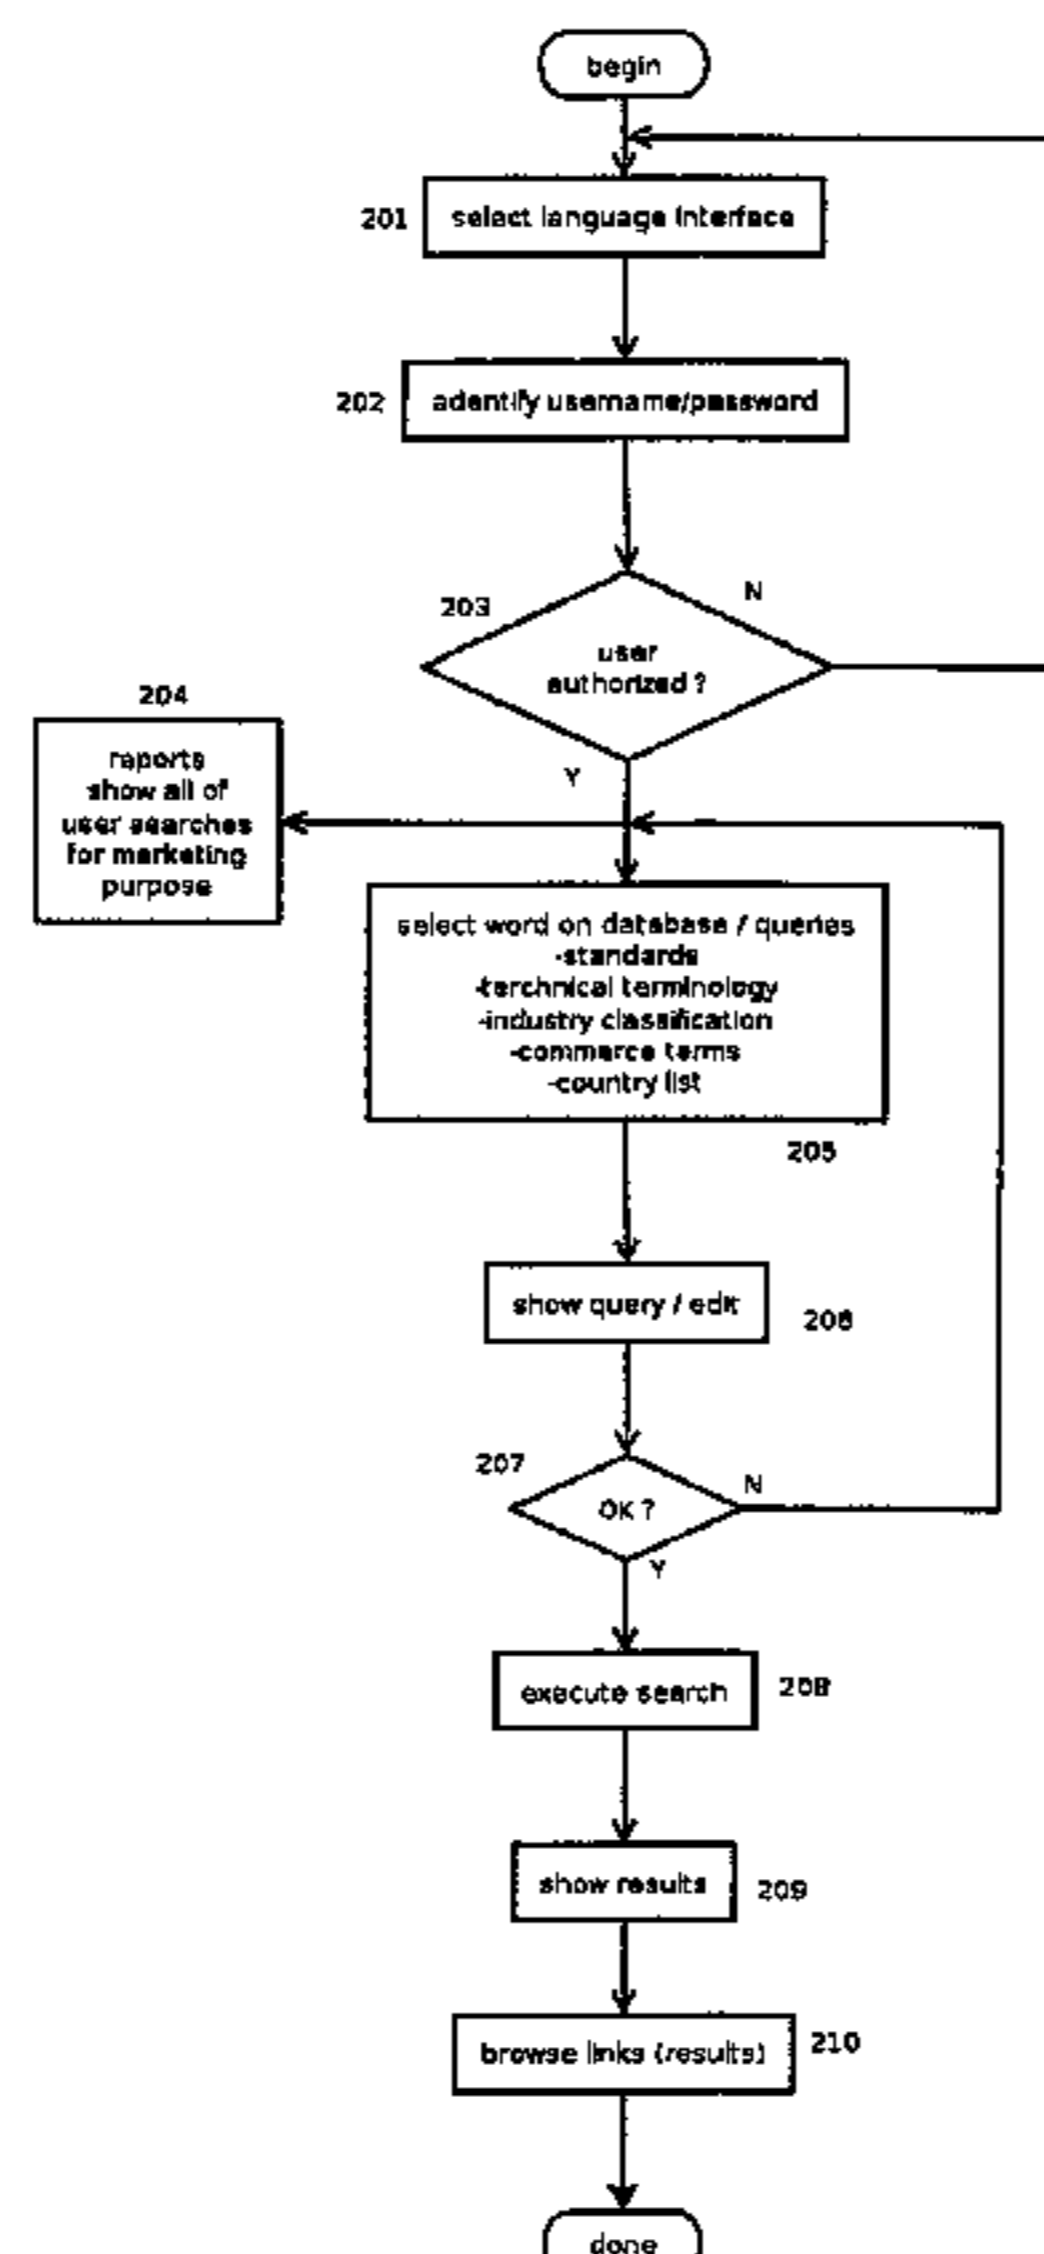 begin
201
select language interface
202
adentify username/password
203
N
user
authorized ?
Y
204
reports
show all of
user searches
for marketing
purpose
select word on database / queries
-standards
-terchnical terminology
-industry classification
-commerce terms
-country list
205
show query / edit
206
207
N
OK ?
Y
execute search
208
show results
209
browse links (results)
210
done